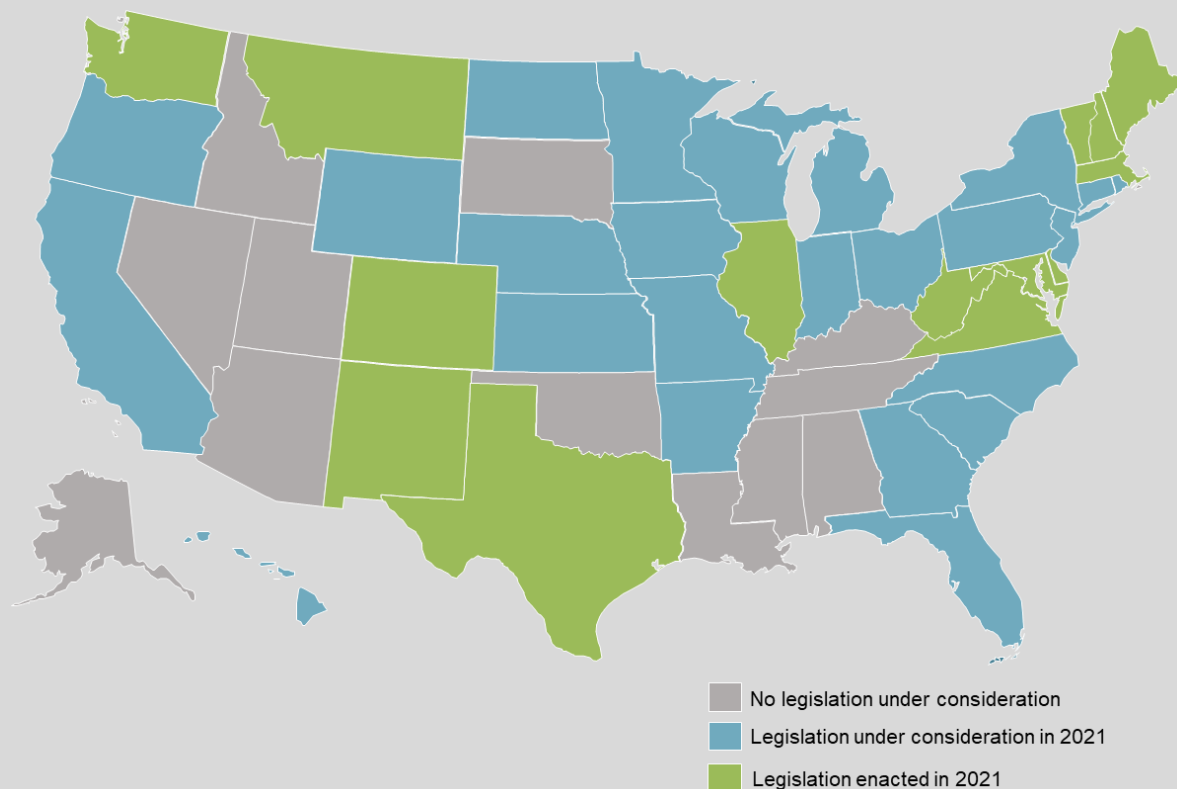 No legislation under consideration
Legislation under consideration in 2021
Legislation enacted in 2021